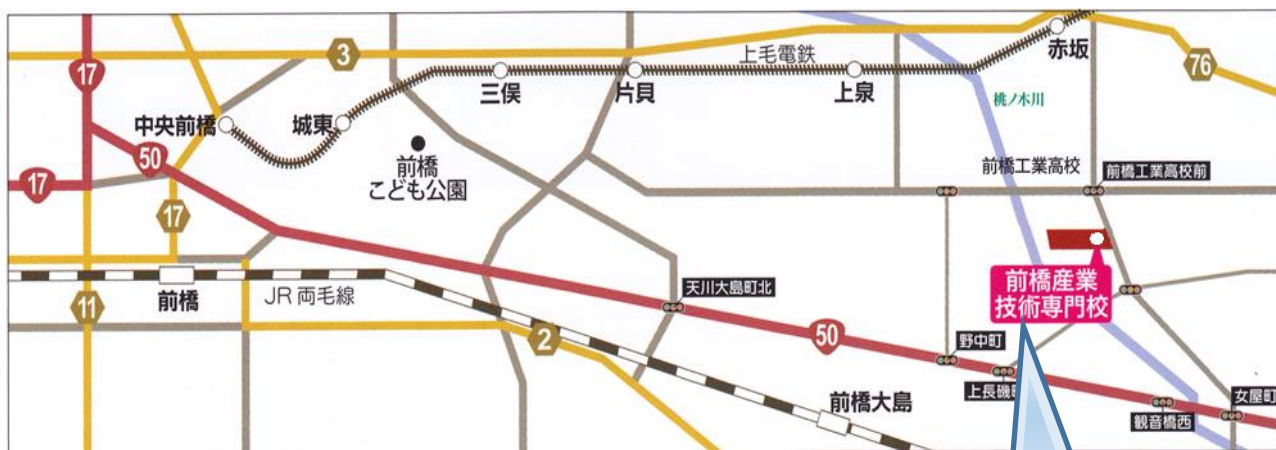 赤坂
17
3
上毛電鉄
76
三俣
片貝
上泉
桃ノ木川
中央前橋
城東
50
前橋
こども公園
前橋工業高校
前橋工業高校前
17
17
前橋産業
技術専門校
前橋
JR両毛線
天川大島町北
11
2
50
野中町
上長磯町
前橋大島
観音橋西
女屋町